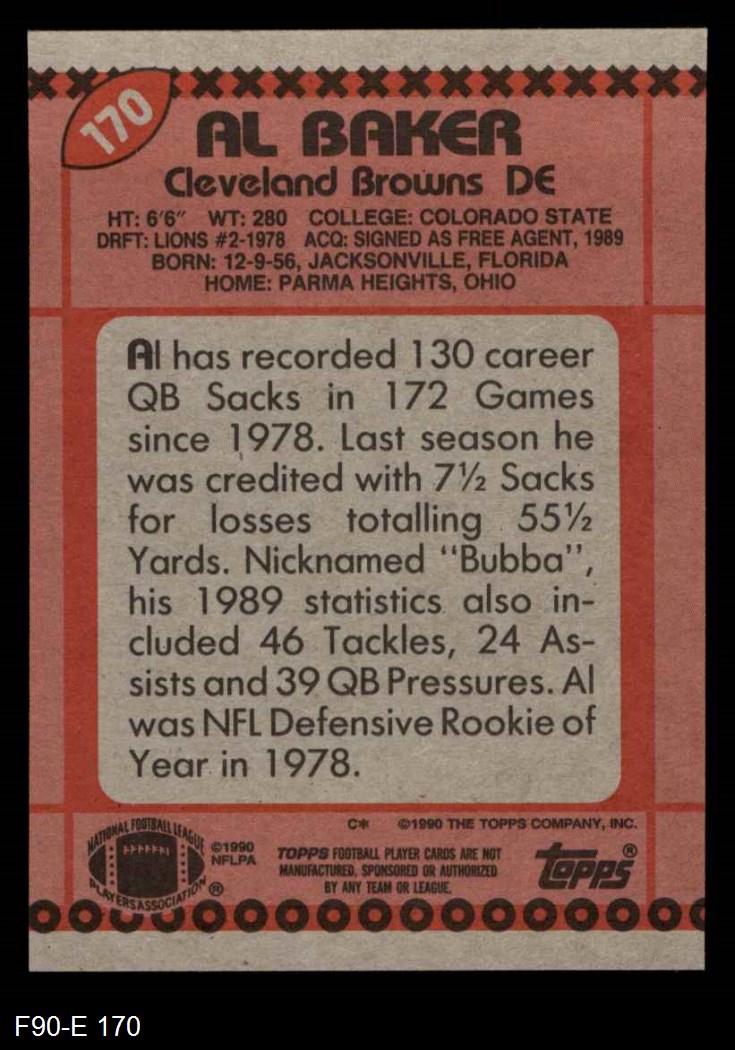 170
AL BAKER
Cleveland Browns DE
HT: 6'6" WT: 280 COLLEGE: COLORADO STATE
DRFT: LIONS #2-1978 ACQ: SIGNED AS FREE AGENT, 1989
BORN: 12-9-56, JACKSONVILLE, FLORIDA
HOME: PARMA HEIGHTS, OHIO
Al has recorded 130 career
QB Sacks in 172 Games
since 1978. Last season he
was credited with 7½ Sacks
for losses totalling 55½
Yards. Nicknamed "Bubba",
his 1989 statistics also in-
cluded 46 Tackles, 24 As-
sists and 39 QB Pressures. Al
was NFL Defensive Rookie of
Year in 1978.
C* ©1990 THE TOPPS COMPANY, INC.
NATIONAL FOOTBALL LEAGUE
PLAYERS ASSOCIATION ®
©1990
NFLPA
TOPPS FOOTBALL PLAYER CARDS ARE NOT
MANUFACTURED, SPONSORED OR AUTHORIZED
BY ANY TEAM OR LEAGUE.
topps®
F90-E 170